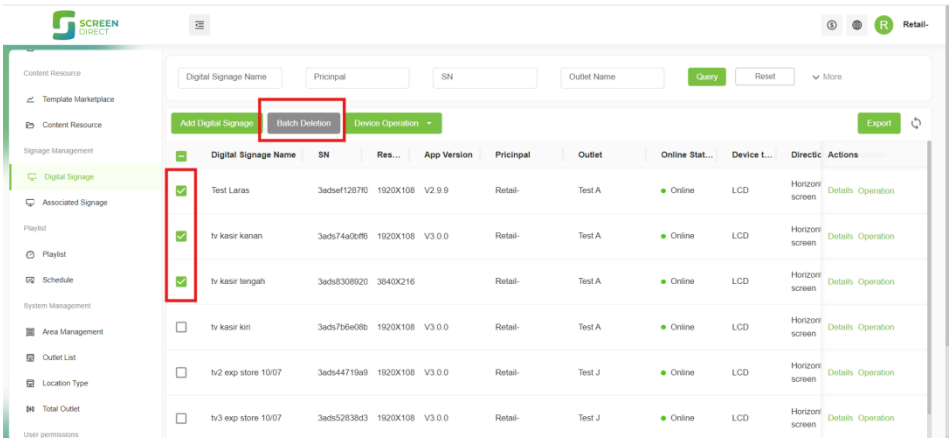 SCREEN
DIRECT
R Retail-
Content Resource
Template Marketplace
Content Resource
Signage Management
Digital Signage
Associated Signage
Playlist
Playlist
Schedule
System Management
Area Management
Outlet List
Location Type
Total Outlet
User permissions
Digital Signage Name Pricinpal SN Outlet Name Query Reset More
Add Digital Signage Batch Deletion Device Operation Export
Digital Signage Name SN Res... App Version Pricinpal Outlet Online Stat... Device t... Directic Actions
Test Laras 3adsef1287f0 1920X108 V2.9.9 Retail- Test A Online LCD Horizont screen Details Operation
tv kasir kanan 3ads74a0bff6 1920X108 V3.0.0 Retail- Test A Online LCD Horizont screen Details Operation
tv kasir tengah 3ads8308920 3840X216 Retail- Test A Online LCD Horizont screen Details Operation
tv kasir kiri 3ads7b6e08b 1920X108 V3.0.0 Retail- Test A Online LCD Horizont screen Details Operation
tv2 exp store 10/07 3ads44719a9 1920X108 V3.0.0 Retail- Test J Online LCD Horizont screen Details Operation
tv3 exp store 10/07 3ads52838d3 1920X108 V3.0.0 Retail- Test J Online LCD Horizont screen Details Operation